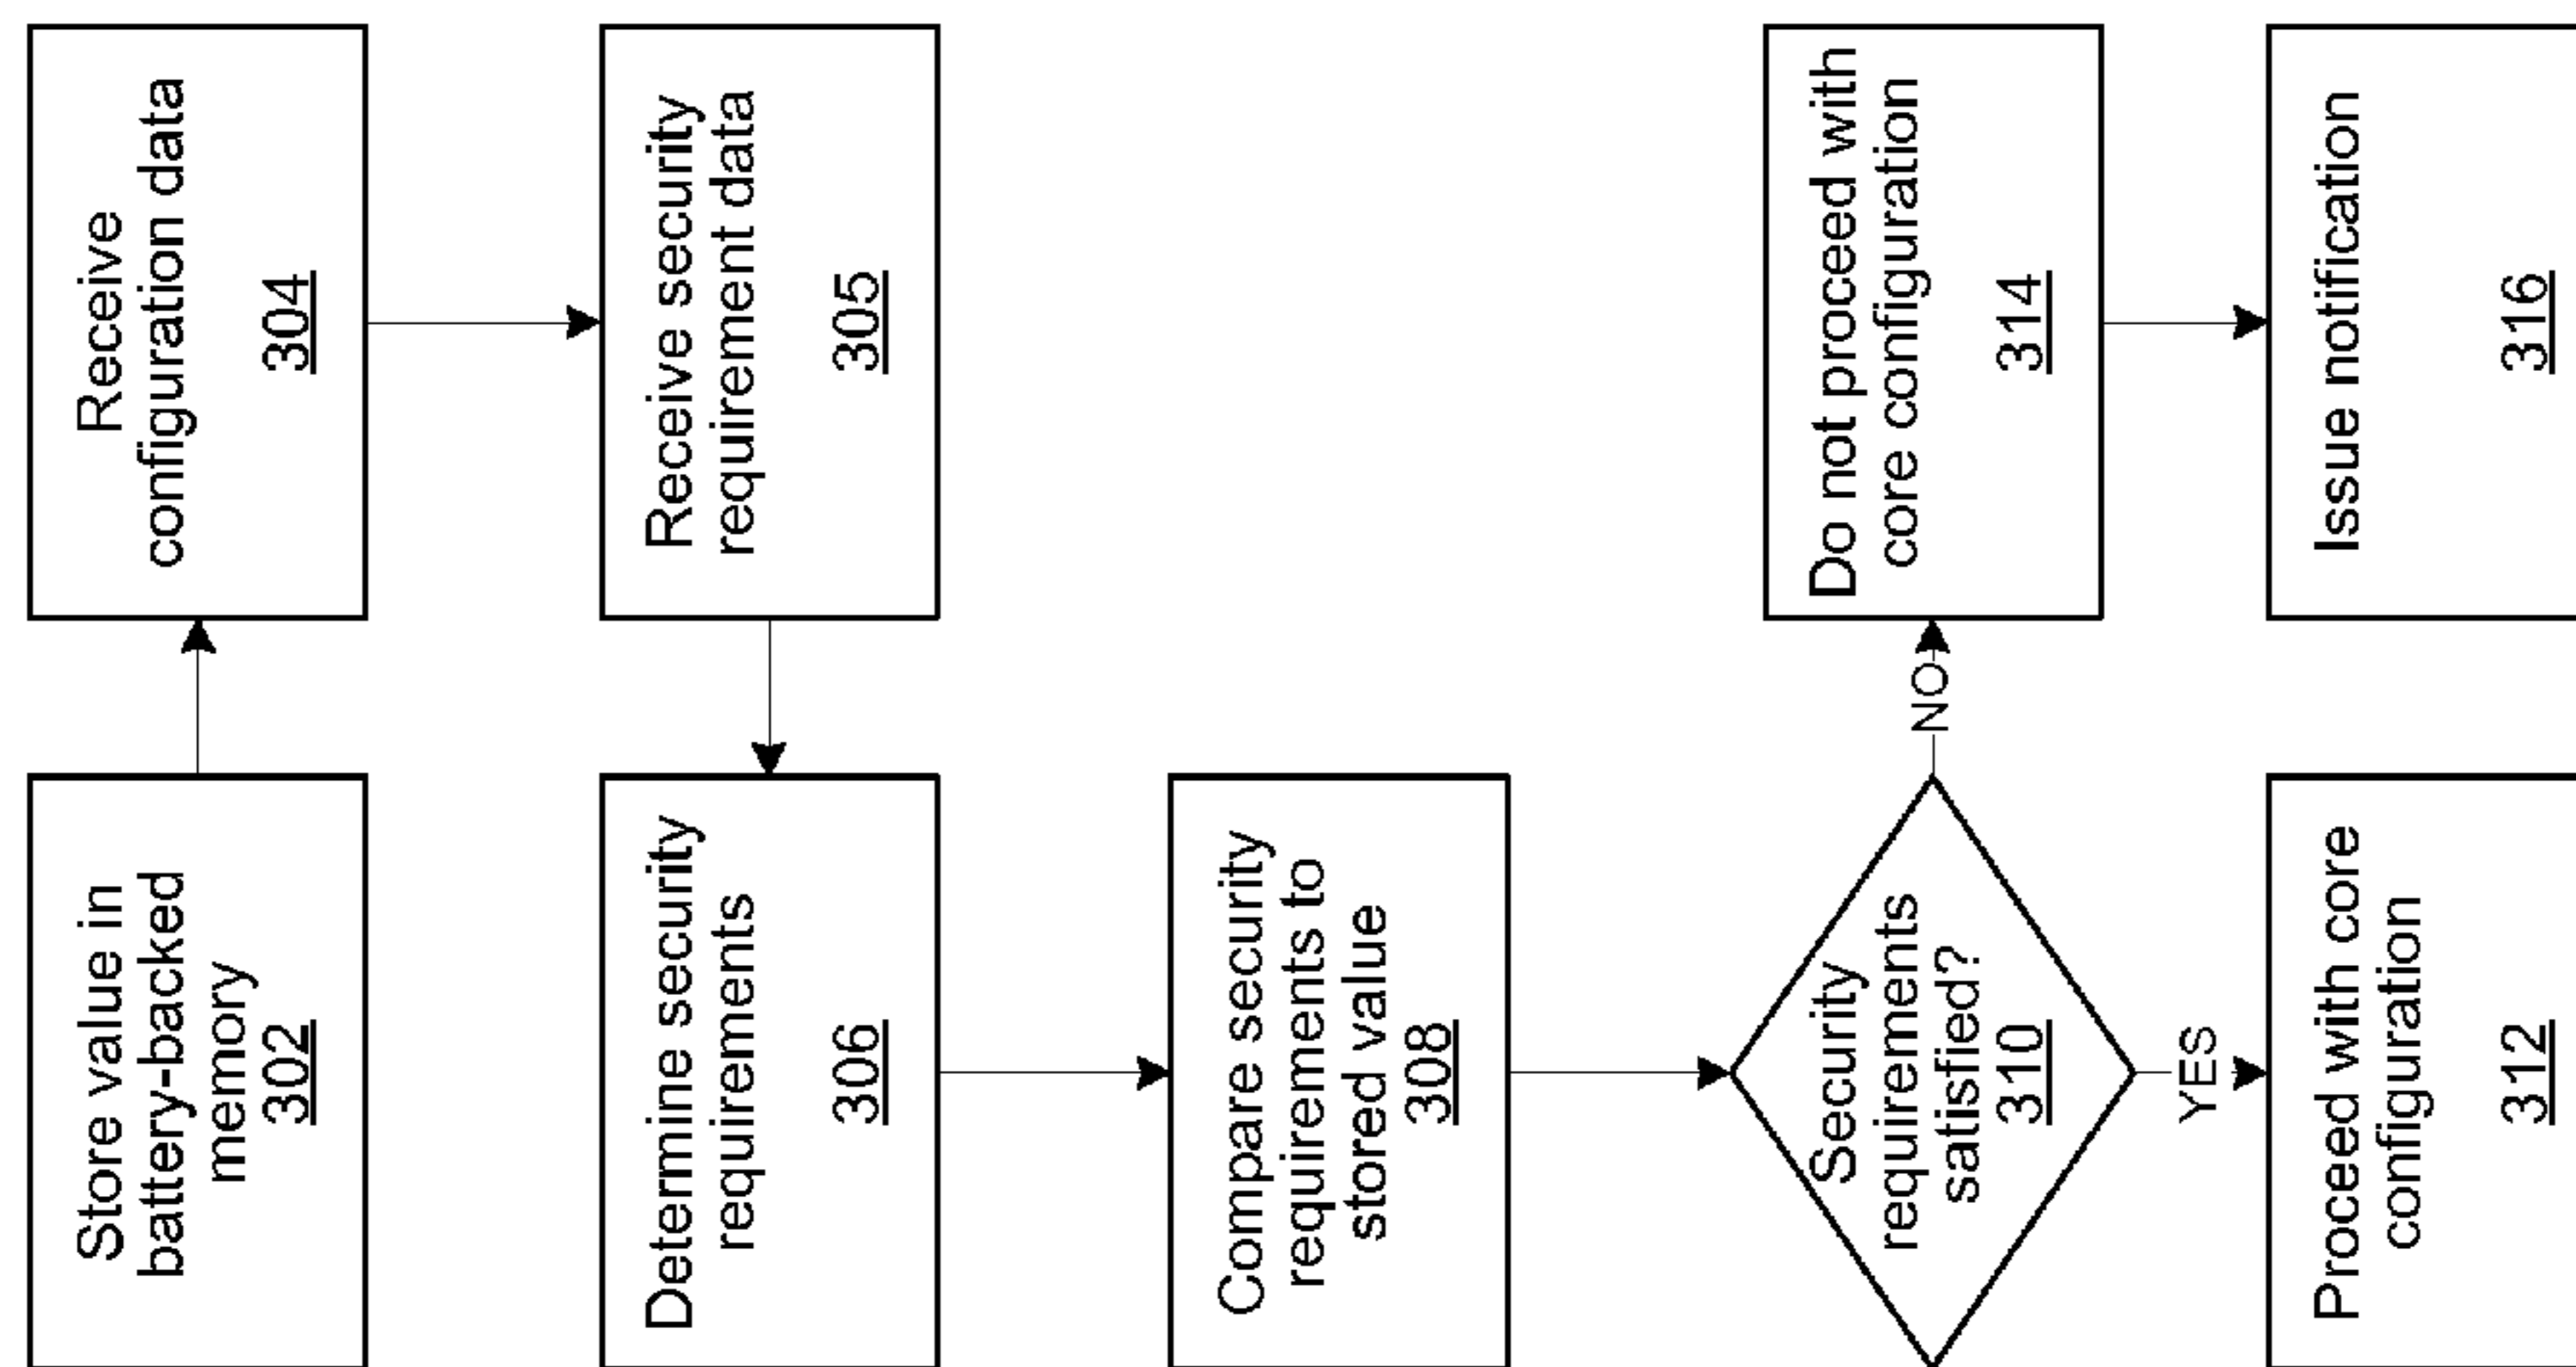 Store value in
battery-backed
memory
302
Receive
configuration data
304
Receive security
requirement data
305
Determine security
requirements
306
Compare security
requirements to
stored value
308
Security
requirements
satisfied?
310
NO
Do not proceed with
core configuration
314
Issue notification
316
YES
Proceed with core
configuration
312